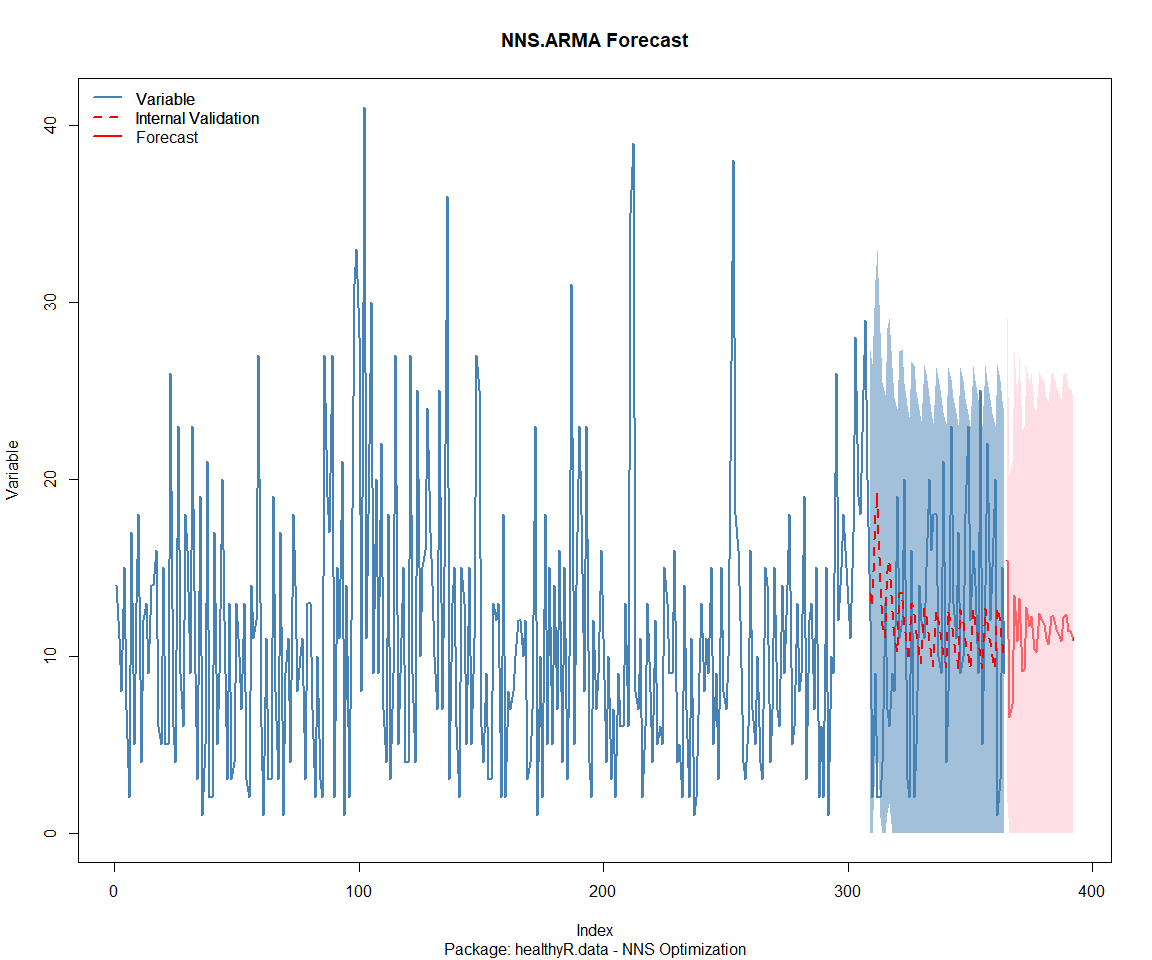 NNS.ARMA Forecast
Variable
Internal Validation
Forecast
40
30
20
10
0
Variable
0
100
200
300
400
Index
Package: healthyR.data - NNS Optimization